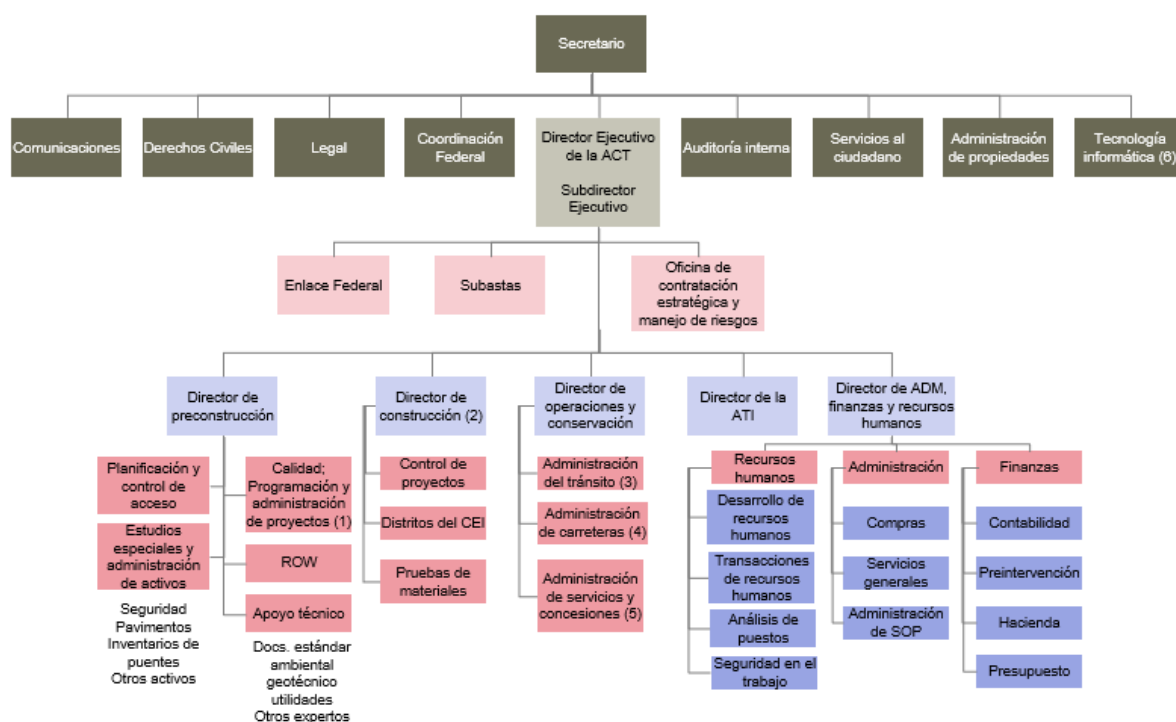 Secretario
Comunicaciones
Derechos Civiles
Legal
Coordinación
Federal
Director Ejecutivo
de la ACT
Subdirector
Ejecutivo
Auditoría interna
Servicios al
ciudadano
Administración
de propiedades
Tecnología
informática (6)
Enlace Federal
Subastas
Oficina de
contratación
estratégica y
manejo de riesgos
Director de
preconstrucción
Director de
construcción (2)
Director de
operaciones y
conservación
Director de la
ATI
Director de ADM,
finanzas y recursos
humanos
Planificación y
control de
acceso
Estudios
especiales y
administración
de activos
Seguridad
Pavimentos
Inventarios de
puentes
Otros activos
Calidad;
Programación y
administración
de proyectos (1)
ROW
Apoyo técnico
Docs. estándar
ambiental
geotécnico
utilidades
Otros expertos
Control de
proyectos
Distritos del CEI
Pruebas de
materiales
Administración
del tránsito (3)
Administración
de carreteras (4)
Administración
de servicios y
concesiones (5)
Recursos
humanos
Desarrollo de
recursos
humanos
Transacciones
de recursos
humanos
Análisis de
puestos
Seguridad en el
trabajo
Administración
Compras
Servicios
generales
Administración
de SOP
Finanzas
Contabilidad
Preintervención
Hacienda
Presupuesto